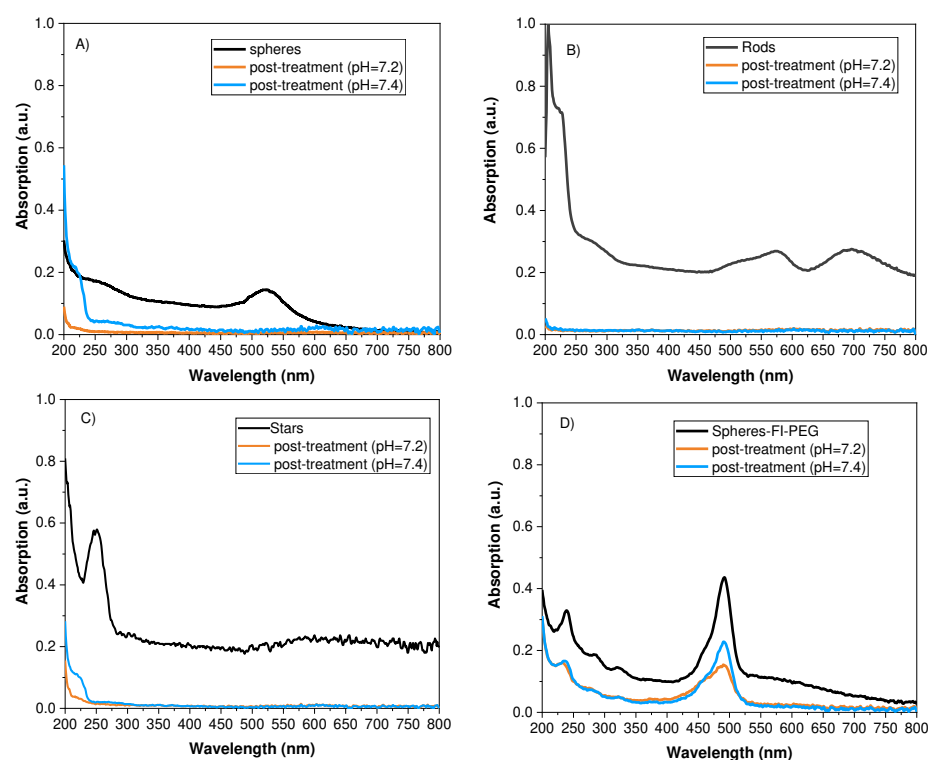 A)
spheres
post-treatment (pH=7.2)
post-treatment (pH=7.4)
Absorption (a.u.)
1.0
0.8
0.6
0.4
0.2
0.0
200 250 300 350 400 450 500 550 600 650 700 750 800
Wavelength (nm)
B)
Rods
post-treatment (pH=7.2)
post-treatment (pH=7.4)
Absorption (a.u.)
1.0
0.8
0.6
0.4
0.2
0.0
200 250 300 350 400 450 500 550 600 650 700 750 800
Wavelength (nm)
C)
Stars
post-treatment (pH=7.2)
post-treatment (pH=7.4)
Absorption (a.u.)
1.0
0.8
0.6
0.4
0.2
0.0
200 250 300 350 400 450 500 550 600 650 700 750 800
Wavelength (nm)
D)
Spheres-FI-PEG
post-treatment (pH=7.2)
post-treatment (pH=7.4)
Absorption (a.u.)
1.0
0.8
0.6
0.4
0.2
0.0
200 250 300 350 400 450 500 550 600 650 700 750 800
Wavelength (nm)